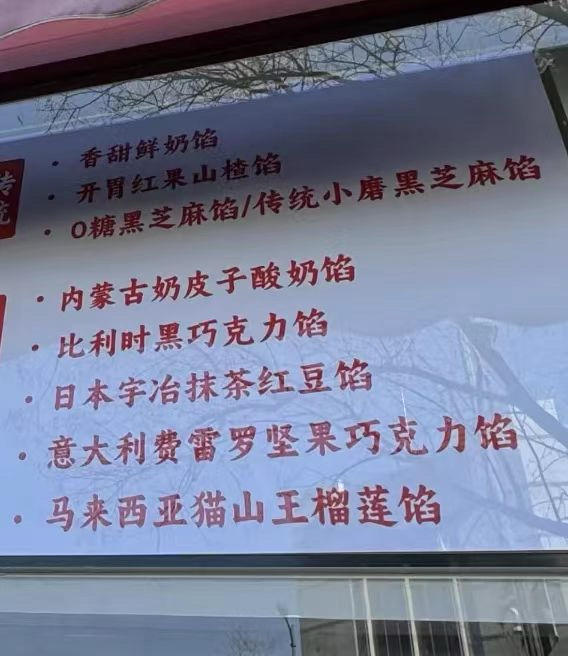 传统
· 香甜鲜奶馅
· 开胃红果山楂馅
· 0糖黑芝麻馅/传统小磨黑芝麻馅
· 内蒙古奶皮子酸奶馅
· 比利时黑巧克力馅
· 日本宇冶抹茶红豆馅
· 意大利费雷罗坚果巧克力馅
· 马来西亚猫山王榴莲馅